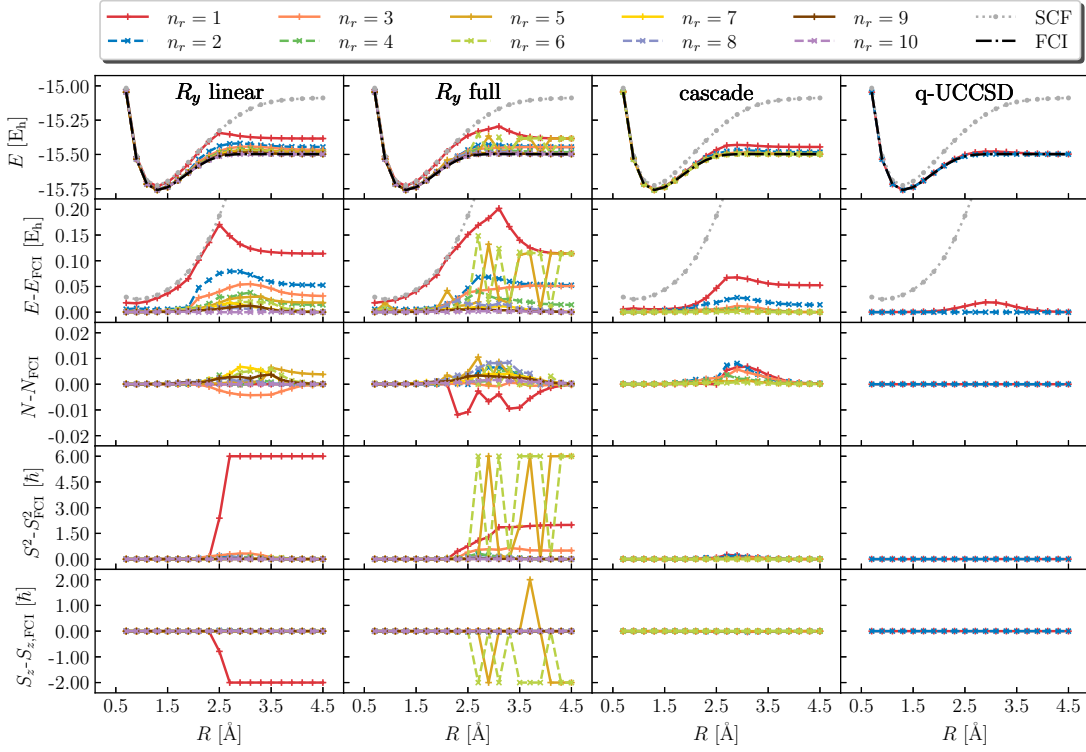 n_r = 1 n_r = 3 n_r = 5 n_r = 7 n_r = 9 SCF
n_r = 2 n_r = 4 n_r = 6 n_r = 8 n_r = 10 FCI
R_y linear R_y full cascade q-UCCSD
E [E_h]
-15.00
-15.25
-15.50
-15.75
E-E_FCI [E_h]
0.20
0.15
0.10
0.05
0.00
N-N_FCI
0.02
0.01
0.00
-0.01
-0.02
S²-S²_FCI [ħ]
6.00
4.50
3.00
1.50
0.00
S_z-S_z,FCI [ħ]
2.00
1.00
0.00
-1.00
-2.00
0.5 1.5 2.5 3.5 4.5 0.5 1.5 2.5 3.5 4.5 0.5 1.5 2.5 3.5 4.5 0.5 1.5 2.5 3.5 4.5
R [Å] R [Å] R [Å] R [Å]